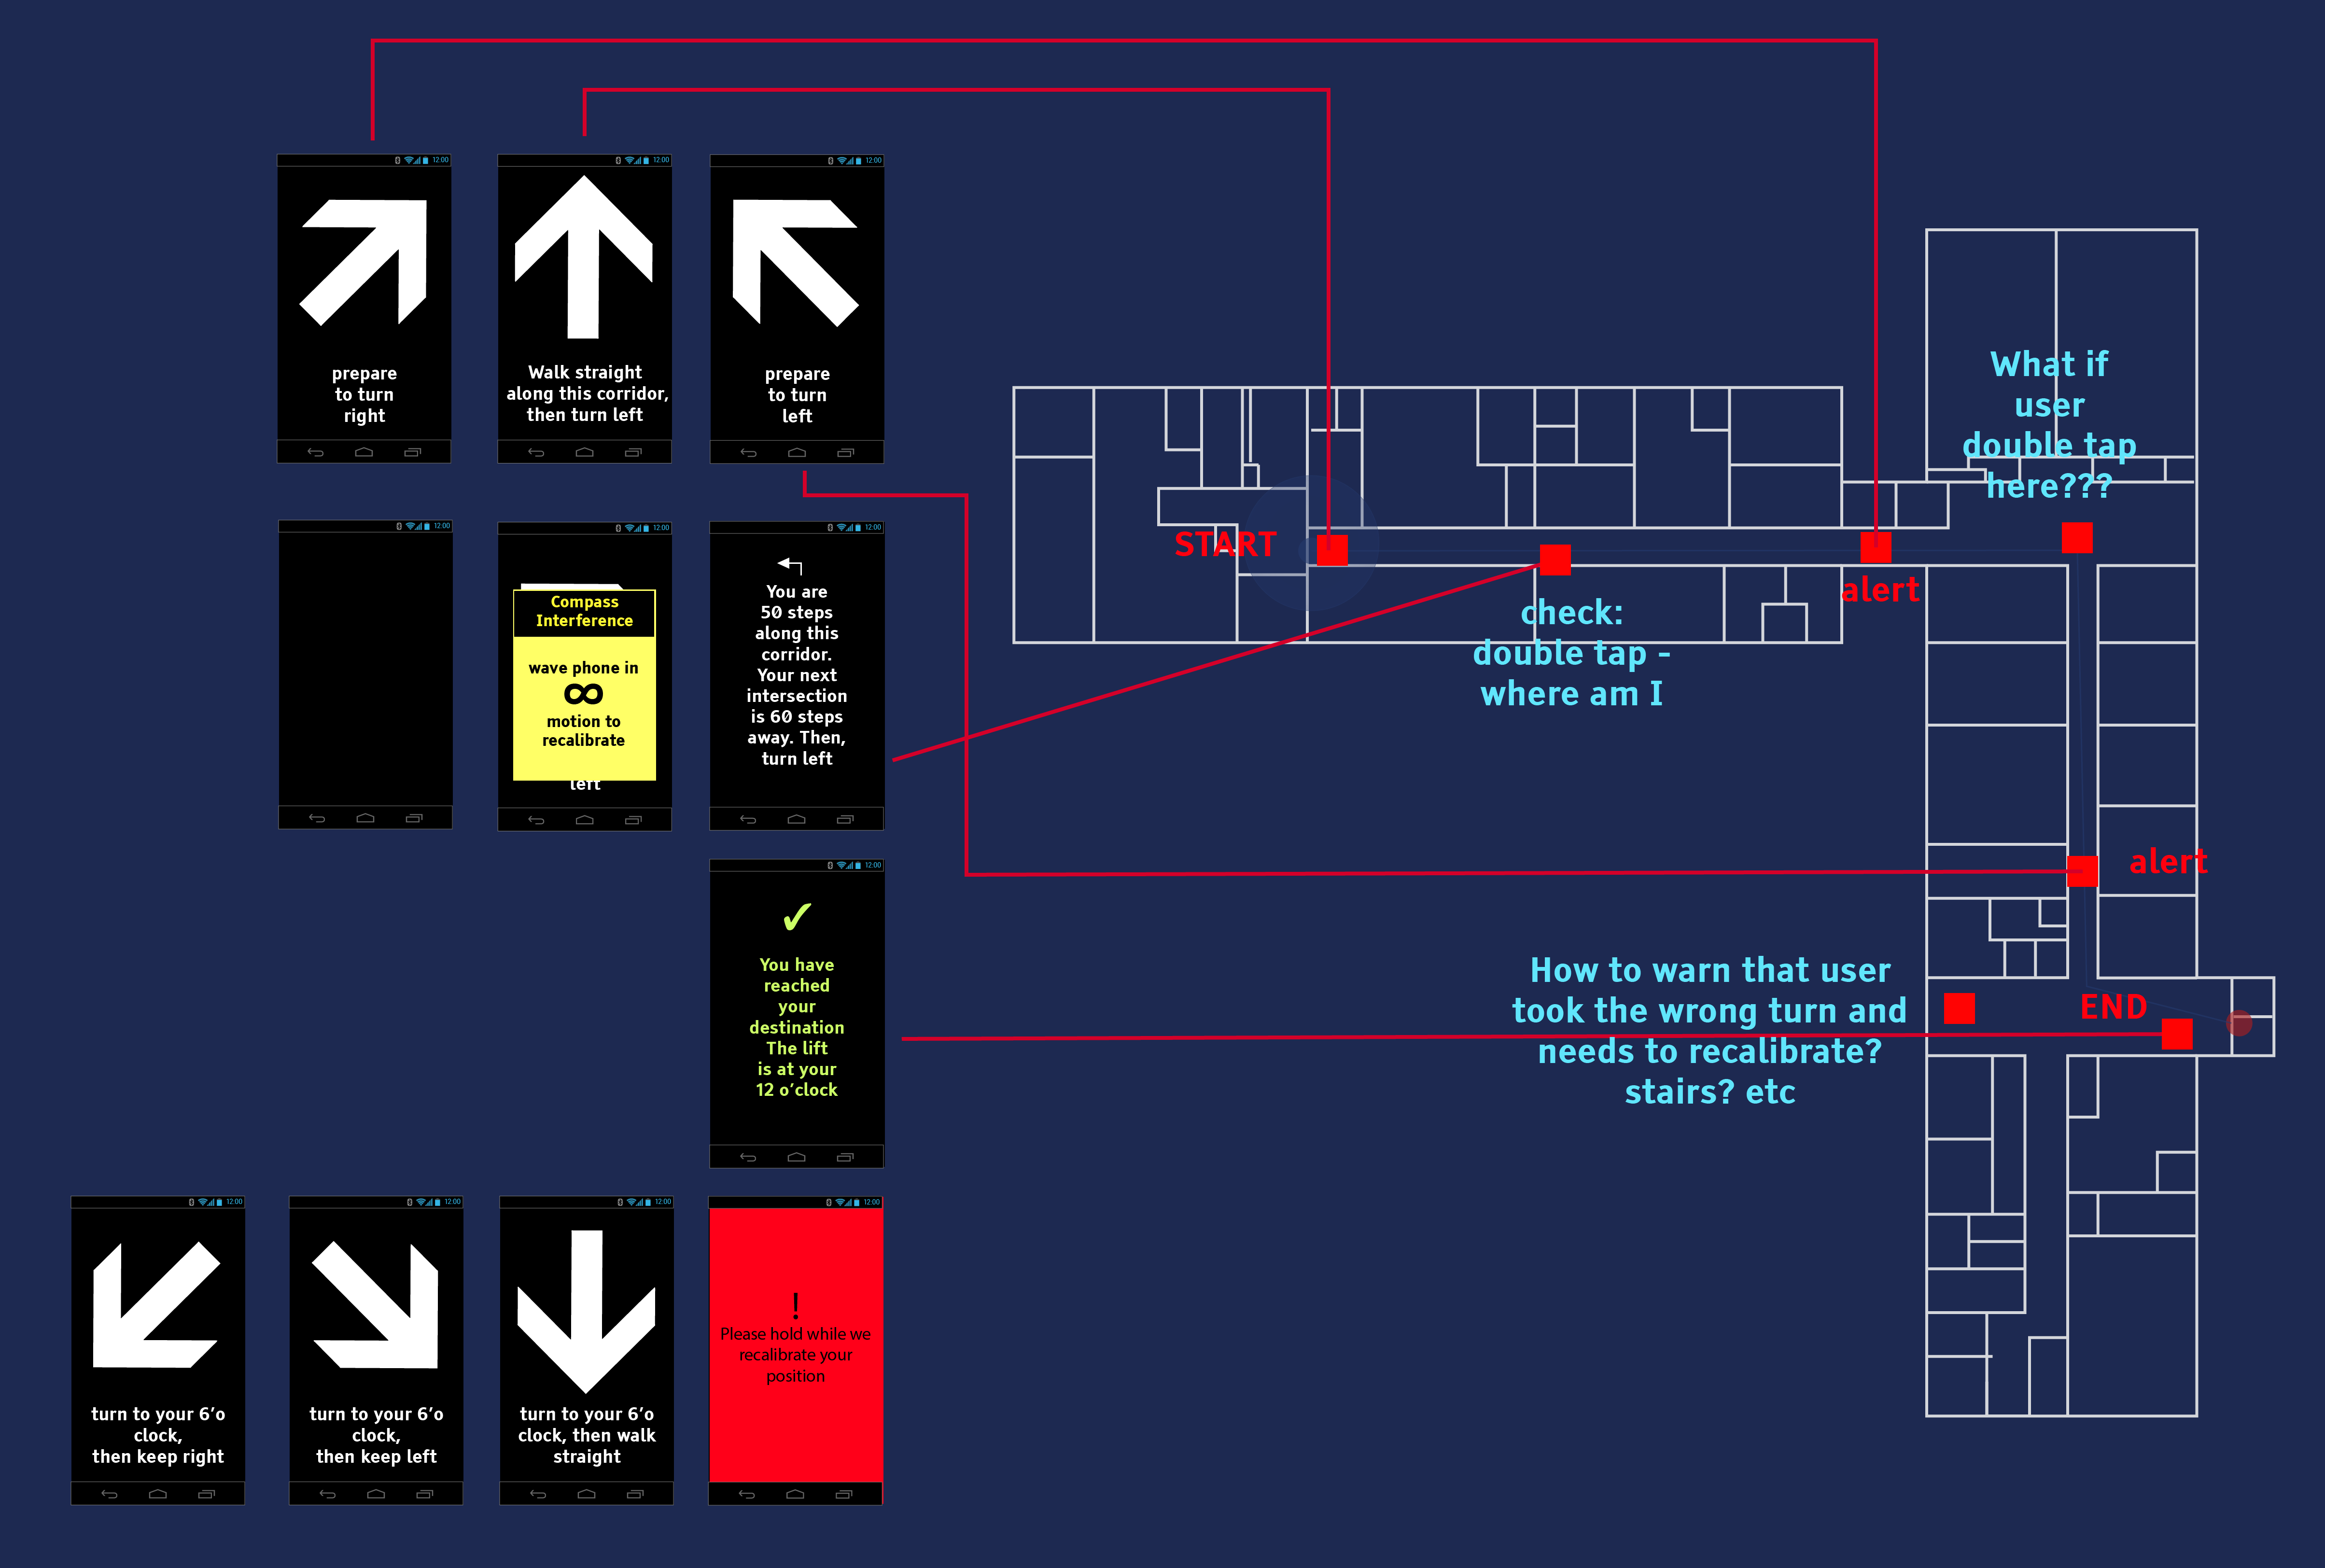 12:00
prepare
to turn
right
12:00
Walk straight
along this corridor,
then turn left
12:00
prepare
to turn
left
12:00
12:00
Compass
Interference
wave phone in
∞
motion to
recalibrate
left
12:00
You are
50 steps
along this
corridor.
Your next
intersection
is 60 steps
away. Then,
turn left
12:00
✓
You have
reached
your
destination
The lift
is at your
12 o’clock
12:00
turn to your 6’o
clock,
then keep right
12:00
turn to your 6’o
clock,
then keep left
12:00
turn to your 6’o
clock, then walk
straight
12:00
!
Please hold while we
recalibrate your
position
What if
user
double tap
here???
START
alert
check:
double tap -
where am I
alert
How to warn that user
took the wrong turn and
needs to recalibrate?
stairs? etc
END